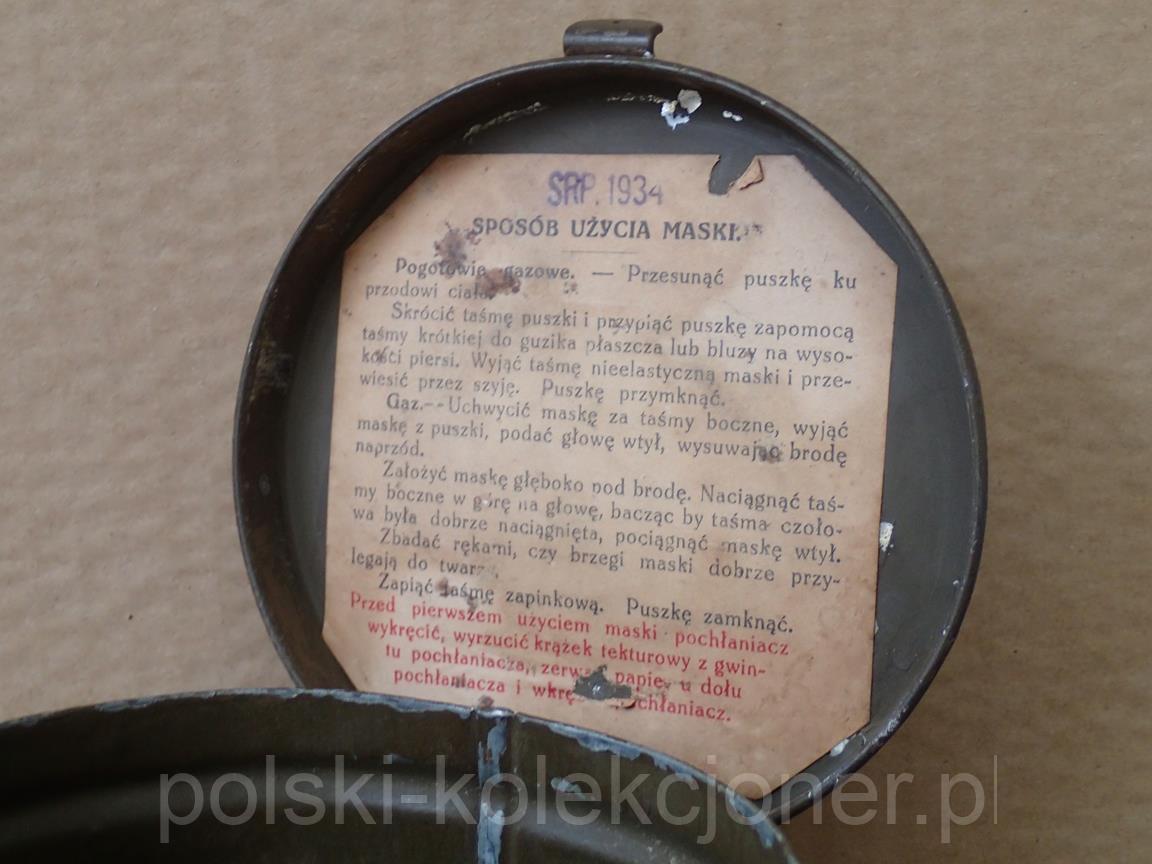 SRP. 1934
SPOSÓB UŻYCIA MASKI.
Pogotowie gazowe. — Przesunąć puszkę ku
przodowi ciała.
Skrócić taśmę puszki i przypiąć puszkę zapomocą
taśmy krótkiej do guzika płaszcza lub bluzy na wyso-
kości piersi. Wyjąć taśmę nieelastyczną maski i prze-
wiesić przez szyję. Puszkę przymknąć.
Gaz.-- Uchwycić maskę za taśmy boczne, wyjąć
maskę z puszki, podać głowę wtył, wysuwając brodę
naprzód.
Założyć maskę głęboko pod brodę. Naciągnąć taś-
my boczne w górę na głowę, bacząc by taśma czoło-
wa była dobrze naciągnięta, pociągnąć maskę wtył.
Zbadać rękami, czy brzegi maski dobrze przy-
legają do
Zapiąć taśmę zapinkową. Puszkę zamknąć.
Przed pierwszem użyciem maski pochłaniacz
wykręcić, wyrzucić krążek tekturowy z gwin-
tu pochłaniacza, papier u dołu
pochłaniacza i
polski-kolekcjoner.pl